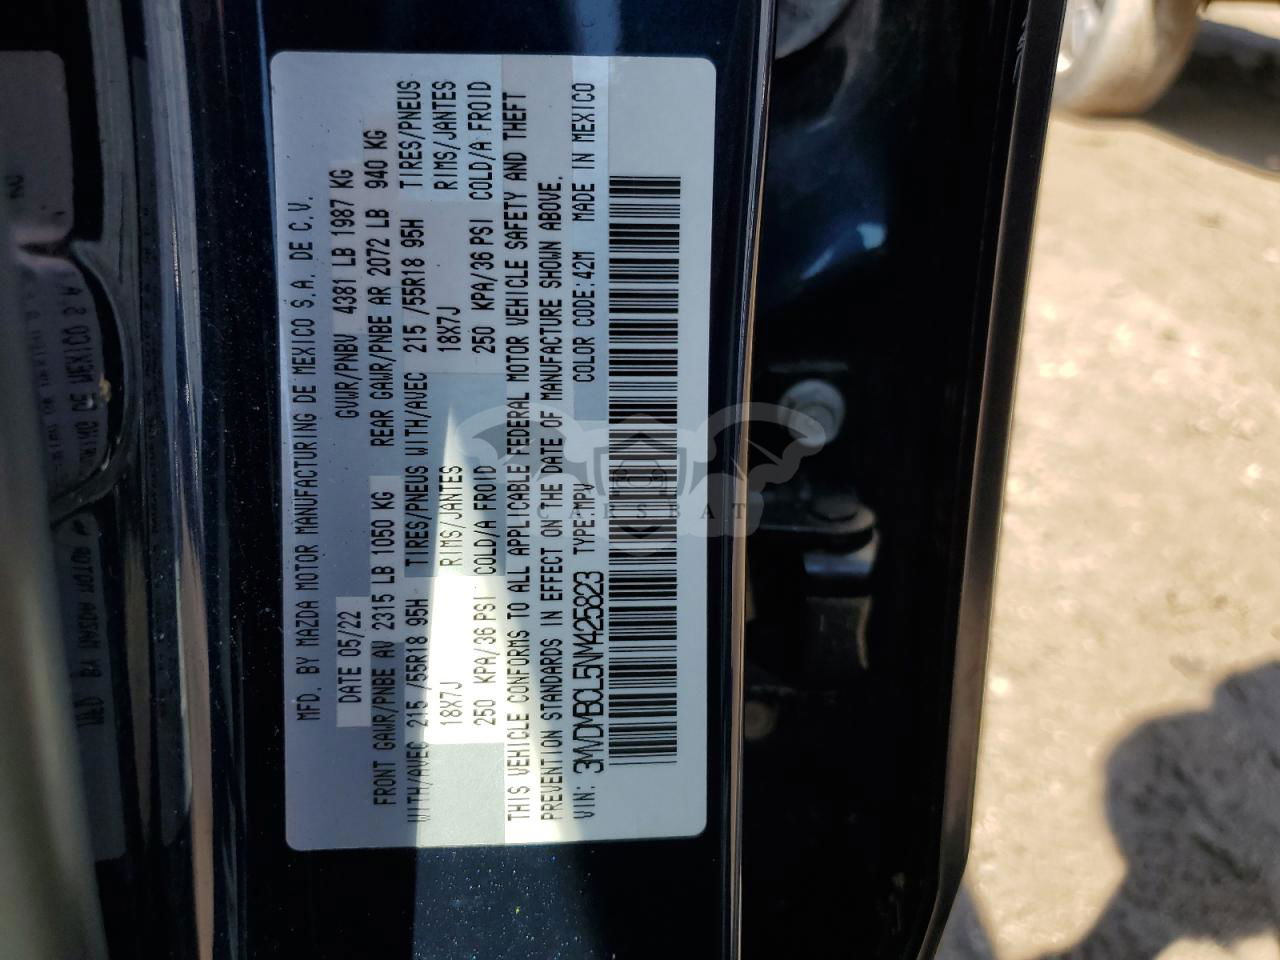 MFD. BY MAZDA MOTOR MANUFACTURING DE MEXICO S.A. DE C.V.
DATE 05/22 GVWR/PNBV 4381 LB 1987 KG
FRONT GAWR/PNBE AV 2315 LB 1050 KG REAR GAWR/PNBE AR 2072 LB 940 KG
WITH/AVEC 215 /55R18 95H TIRES/PNEUS WITH/AVEC 215 /55R18 95H TIRES/PNEUS
18X7J RIMS/JANTES 18X7J RIMS/JANTES
250 KPA/36 PSI COLD/A FROID 250 KPA/36 PSI COLD/A FROID
THIS VEHICLE CONFORMS TO ALL APPLICABLE FEDERAL MOTOR VEHICLE SAFETY AND THEFT
PREVENTION STANDARDS IN EFFECT ON THE DATE OF MANUFACTURE SHOWN ABOVE.
VIN: 3MVDMBCL5NM425823 TYPE:MPV COLOR CODE:42M MADE IN MEXICO
CARSBAT